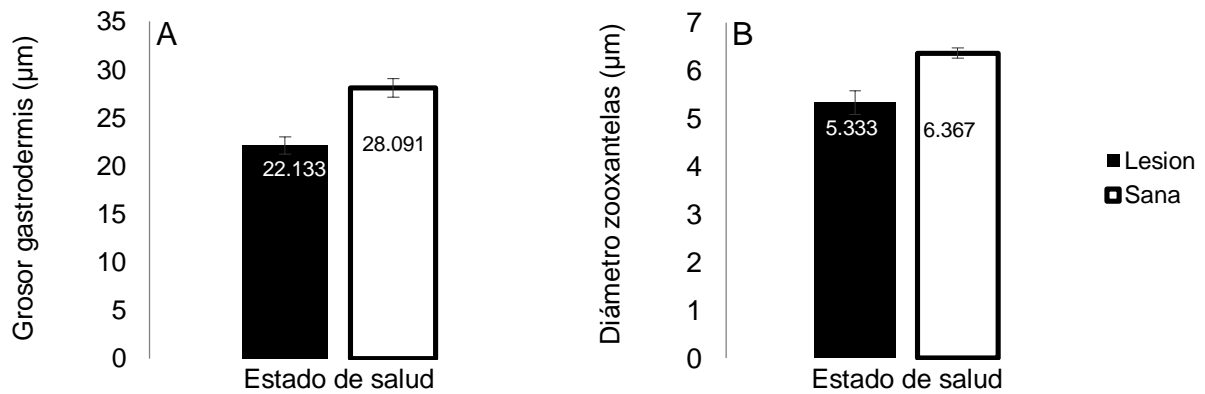 A
Grosor gastrodermis (µm)
35
30
25
20
15
10
5
0
22.133
28.091
Estado de salud
B
Diámetro zooxantelas (µm)
7
6
5
4
3
2
1
0
5.333
6.367
Estado de salud
Lesion
Sana